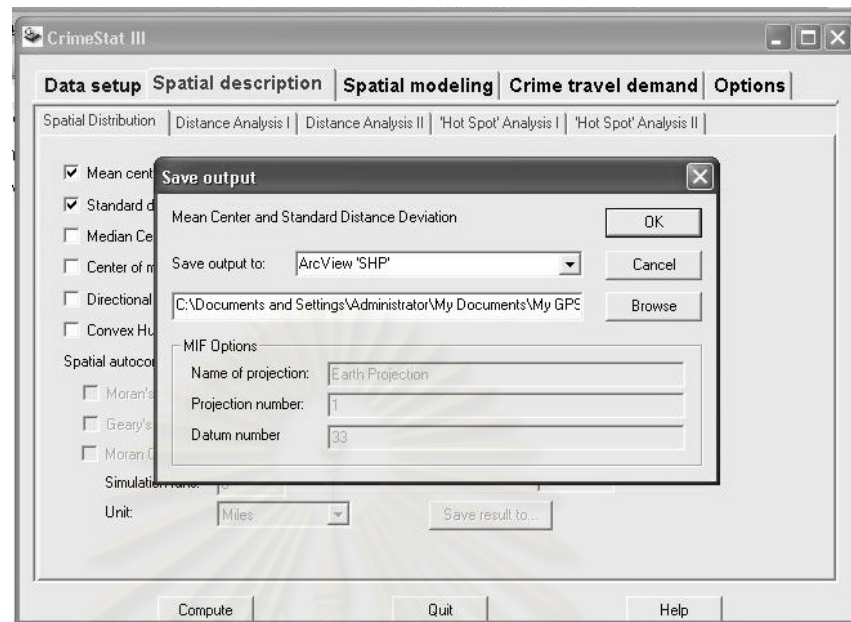 CrimeStat III
Data setup Spatial description Spatial modeling Crime travel demand Options
Spatial Distribution Distance Analysis I Distance Analysis II 'Hot Spot' Analysis I 'Hot Spot' Analysis II
Mean cent
Standard d
Median Ce
Center of m
Directional
Convex Hu
Spatial autocor
Moran's
Geary's
Moran
Unit: Miles Save result to...
Save output
Mean Center and Standard Distance Deviation
OK
Save output to: ArcView 'SHP'
Cancel
C:\Documents and Settings\Administrator\My Documents\My GPS
Browse
MIF Options
Name of projection: Earth Projection
Projection number: 1
Datum number 33
Compute Quit Help